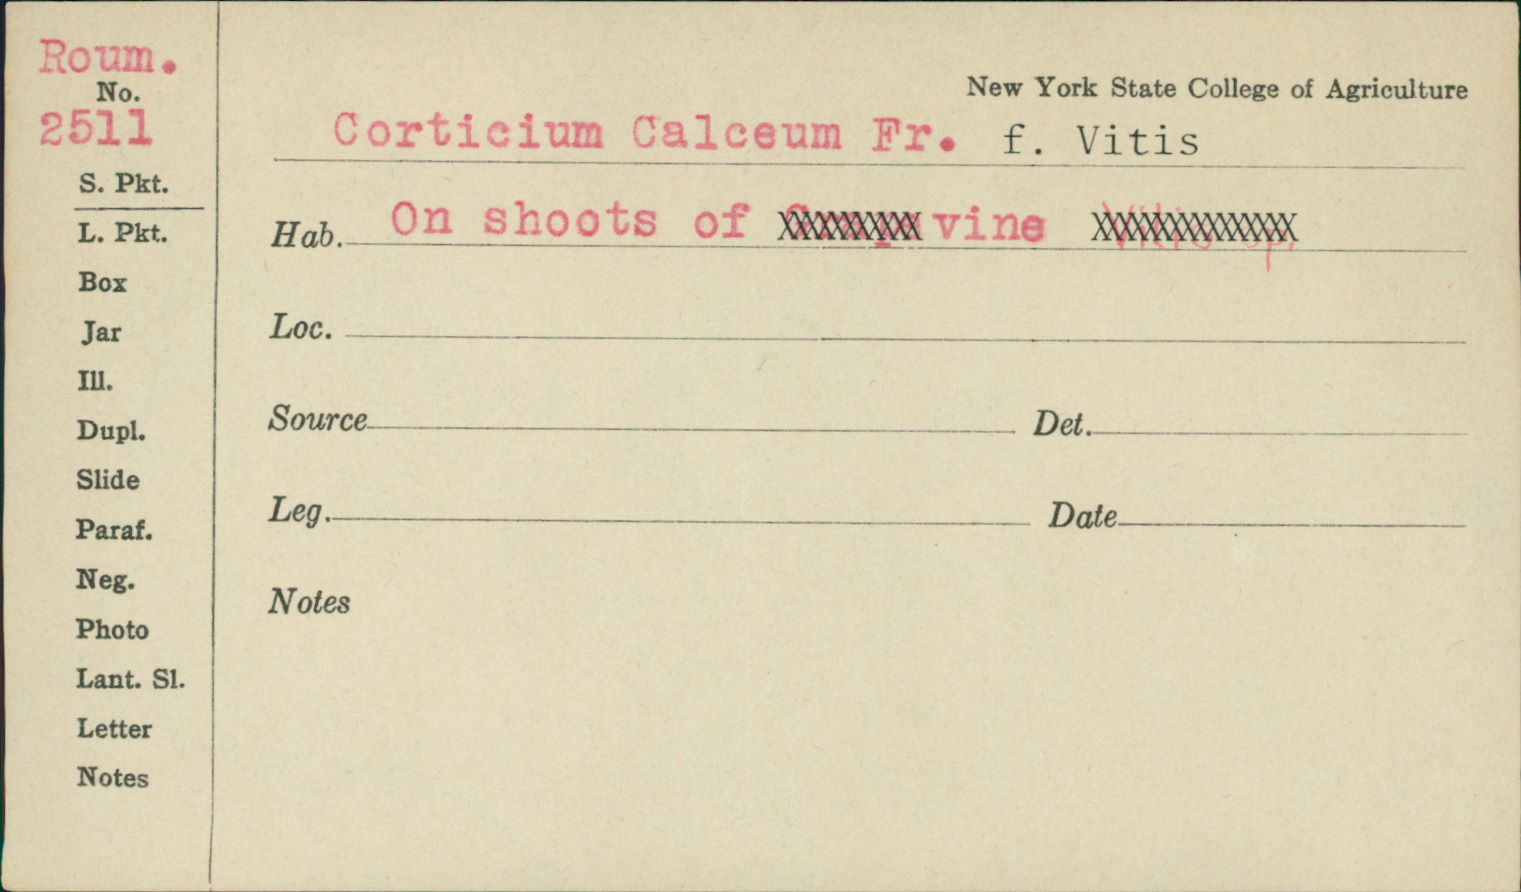 Roum.
No.
2511
S. Pkt.
L. Pkt.
Box
Jar
Ill.
Dupl.
Slide
Paraf.
Neg.
Photo
Lant. Sl.
Letter
Notes
New York State College of Agriculture
Corticium Calceum Fr. f. Vitis
Hab. On shoots of vine
Loc.
Source Det.
Leg. Date
Notes